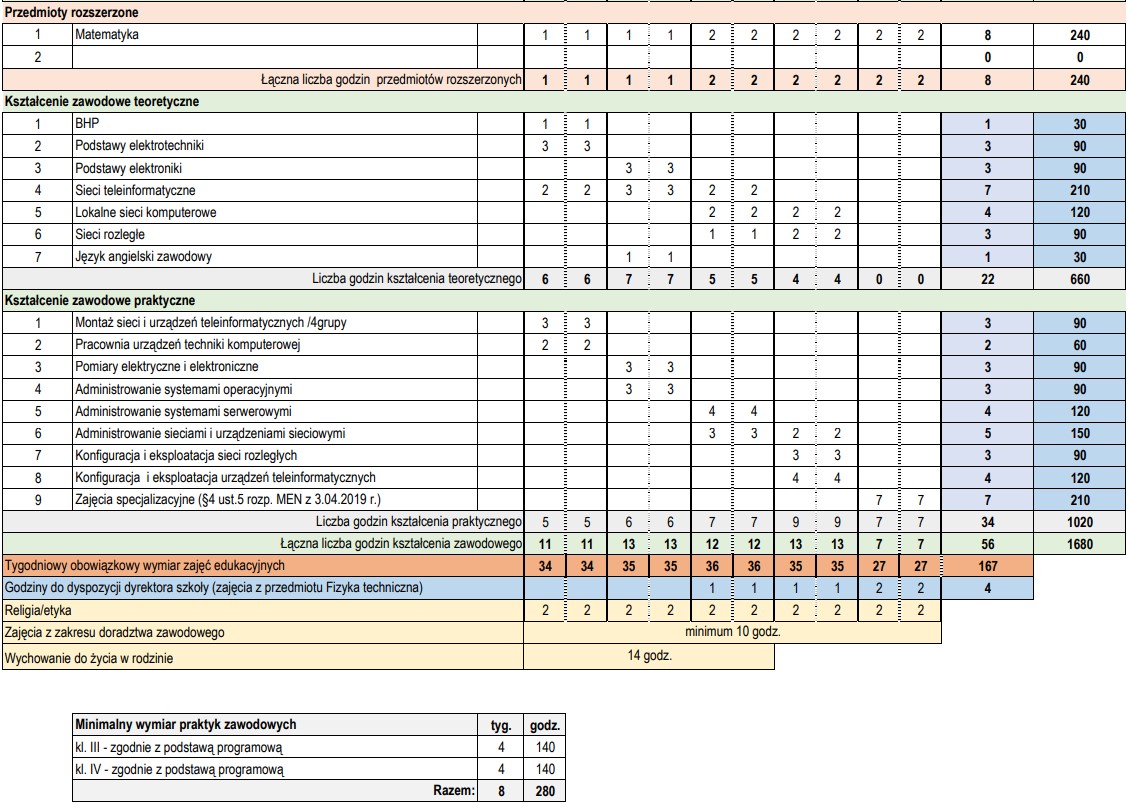 Przedmioty rozszerzone
1 Matematyka 1 1 1 1 2 2 2 2 2 2 8 240
2 0 0
Łączna liczba godzin przedmiotów rozszerzonych 1 1 1 1 2 2 2 2 2 2 8 240
Kształcenie zawodowe teoretyczne
1 BHP 1 1 1 30
2 Podstawy elektrotechniki 3 3 3 90
3 Podstawy elektroniki 3 3 3 90
4 Sieci teleinformatyczne 2 2 3 3 2 2 7 210
5 Lokalne sieci komputerowe 2 2 2 2 4 120
6 Sieci rozległe 1 1 2 2 3 90
7 Język angielski zawodowy 1 1 1 30
Liczba godzin kształcenia teoretycznego 6 6 7 7 5 5 4 4 0 0 22 660
Kształcenie zawodowe praktyczne
1 Montaż sieci i urządzeń teleinformatycznych /4grupy 3 3 3 90
2 Pracownia urządzeń techniki komputerowej 2 2 2 60
3 Pomiary elektryczne i elektroniczne 3 3 3 90
4 Administrowanie systemami operacyjnymi 3 3 3 90
5 Administrowanie systemami serwerowymi 4 4 4 120
6 Administrowanie sieciami i urządzeniami sieciowymi 3 3 2 2 5 150
7 Konfiguracja i eksploatacja sieci rozległych 3 3 3 90
8 Konfiguracja i eksploatacja urządzeń teleinformatycznych 4 4 4 120
9 Zajęcia specjalizacyjne (§4 ust.5 rozp. MEN z 3.04.2019 r.) 7 7 7 210
Liczba godzin kształcenia praktycznego 5 5 6 6 7 7 9 9 7 7 34 1020
Łączna liczba godzin kształcenia zawodowego 11 11 13 13 12 12 13 13 7 7 56 1680
Tygodniowy obowiązkowy wymiar zajęć edukacyjnych 34 34 35 35 36 36 35 35 27 27 167
Godziny do dyspozycji dyrektora szkoły (zajęcia z przedmiotu Fizyka techniczna) 1 1 1 1 2 2 4
Religia/etyka 2 2 2 2 2 2 2 2 2 2
Zajęcia z zakresu doradztwa zawodowego minimum 10 godz.
Wychowanie do życia w rodzinie 14 godz.
Minimalny wymiar praktyk zawodowych tyg. godz.
kl. III - zgodnie z podstawą programową 4 140
kl. IV - zgodnie z podstawą programową 4 140
Razem: 8 280